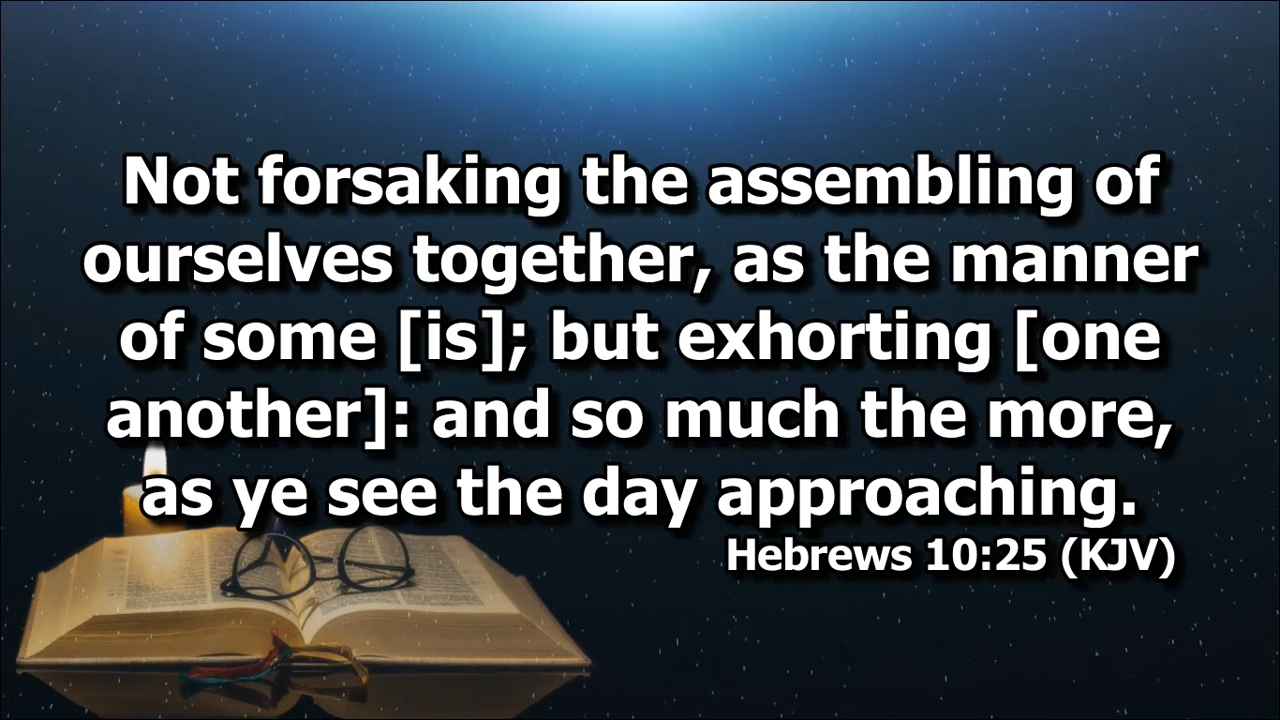 Not forsaking the assembling of
ourselves together, as the manner
of some [is]; but exhorting [one
another]: and so much the more,
as ye see the day approaching.
Hebrews 10:25 (KJV)